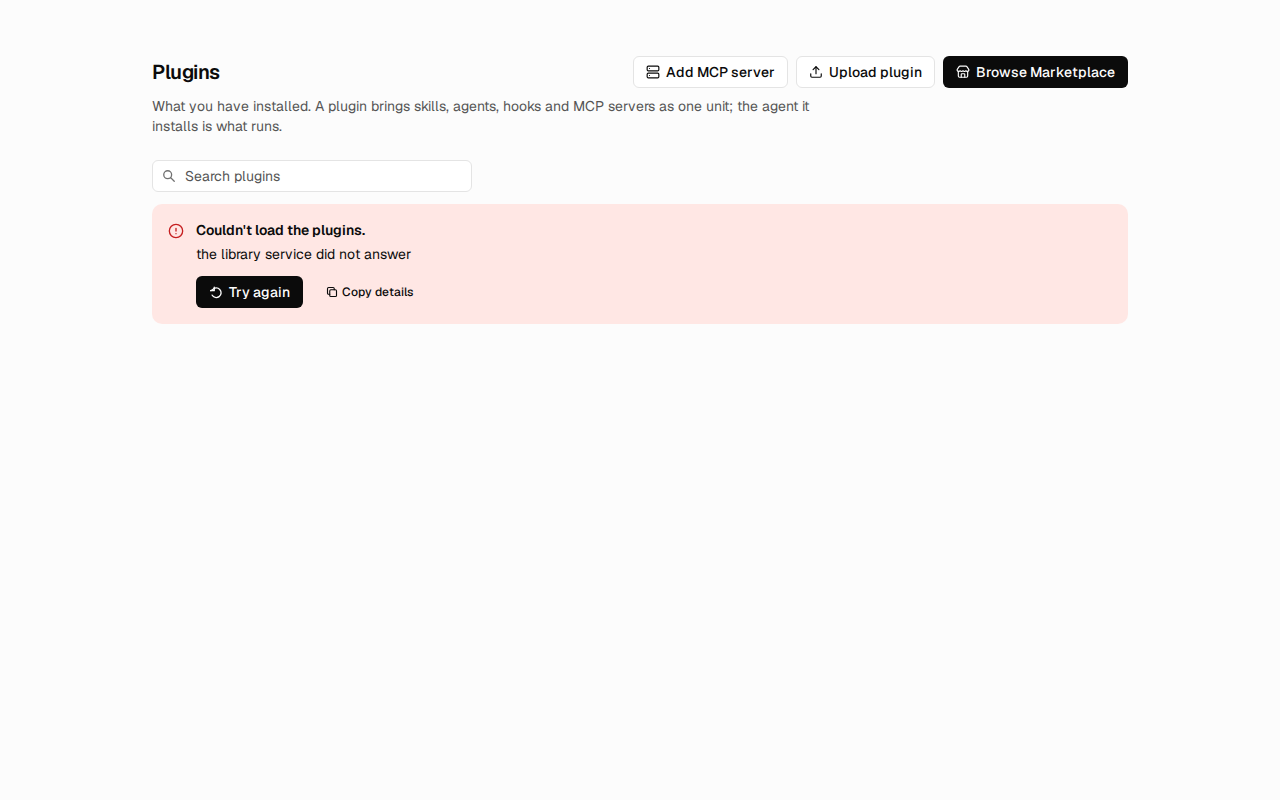 Plugins
Add MCP server
Upload plugin
Browse Marketplace
What you have installed. A plugin brings skills, agents, hooks and MCP servers as one unit; the agent it
installs is what runs.
Search plugins
Couldn't load the plugins.
the library service did not answer
Try again
Copy details